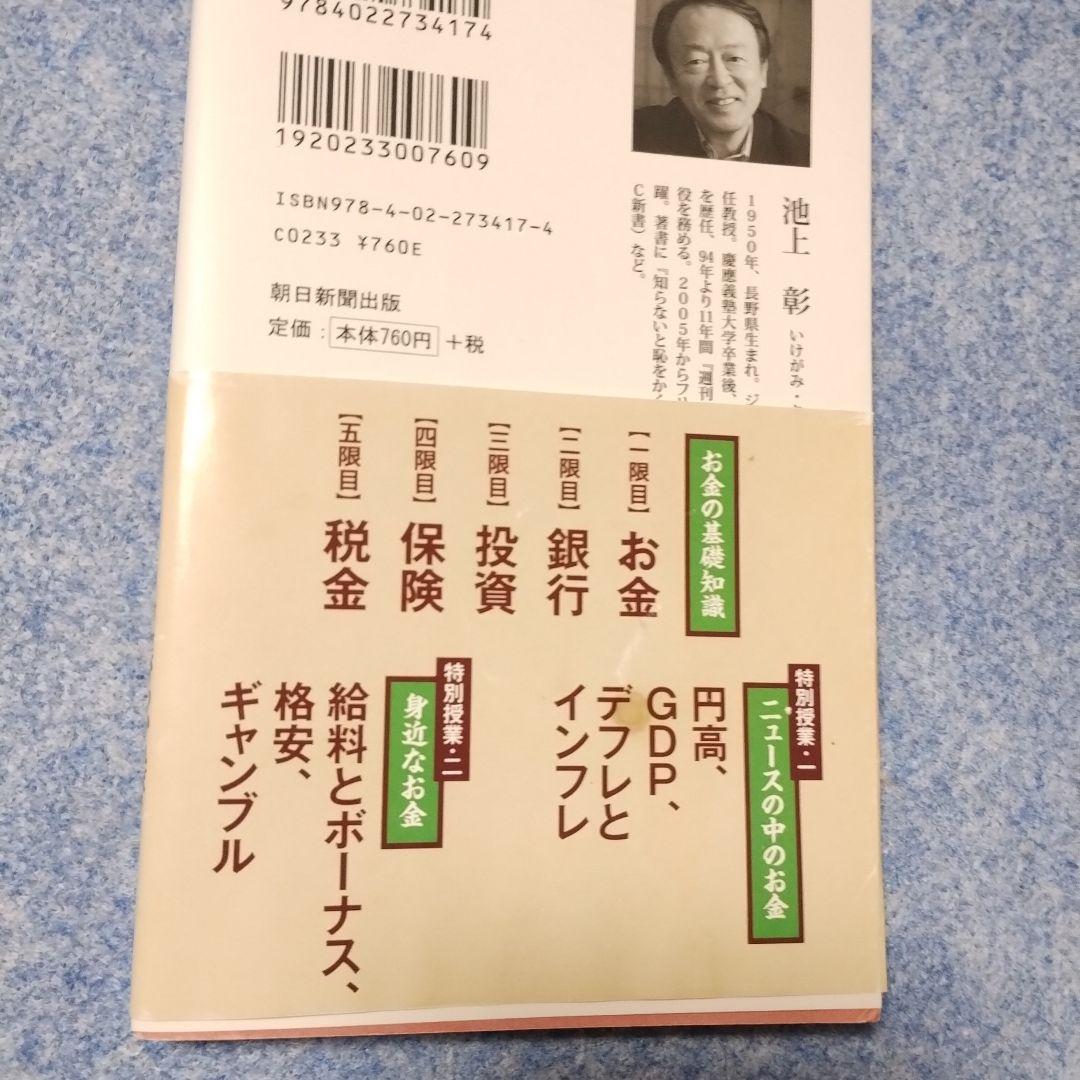 9784022734174
1920233007609
ISBN978-4-02-273417-4
C0233 ¥760E
朝日新聞出版
定価：本体760円+税
池上 彰 いけがみ・
1950年、長野県生まれ。ジ
任教授。慶應義塾大学卒業後、
を歴任、94年より11年間『週刊
役を務める。2005年からフリ
躍。著書に『知らないと恥をかく
C新書）など。
お金の基礎知識
【一限目】お金
【二限目】銀行
【三限目】投資
【四限目】保険
【五限目】税金
特別授業・一
ニュースの中のお金
円高、
GDP、
デフレと
インフレ
特別授業・二
身近なお金
給料とボーナス、
格安、
ギャンブル